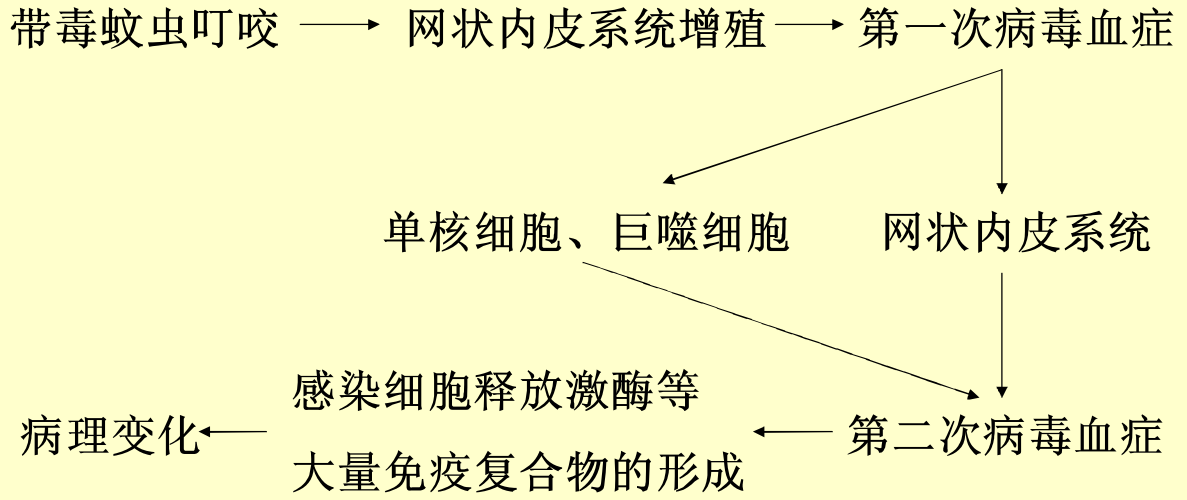 带毒蚊虫叮咬 网状内皮系统增殖 第一次病毒血症
单核细胞、巨噬细胞 网状内皮系统
感染细胞释放激酶等
病理变化 第二次病毒血症
大量免疫复合物的形成